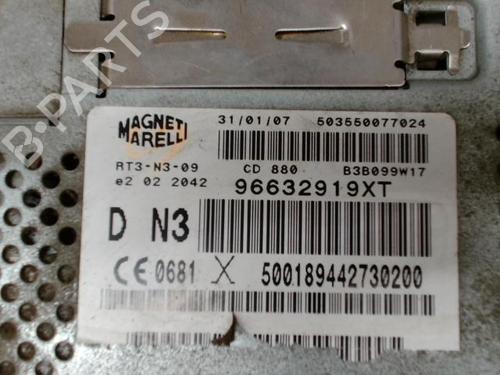 B-PARTS
MAGNETI MARELLI
31/01/07 503550077024
RT3-N3-09 CD 880 B3B099W17
e2 02 2042 96632919XT
D N3
CE 0681 X 500189442730200